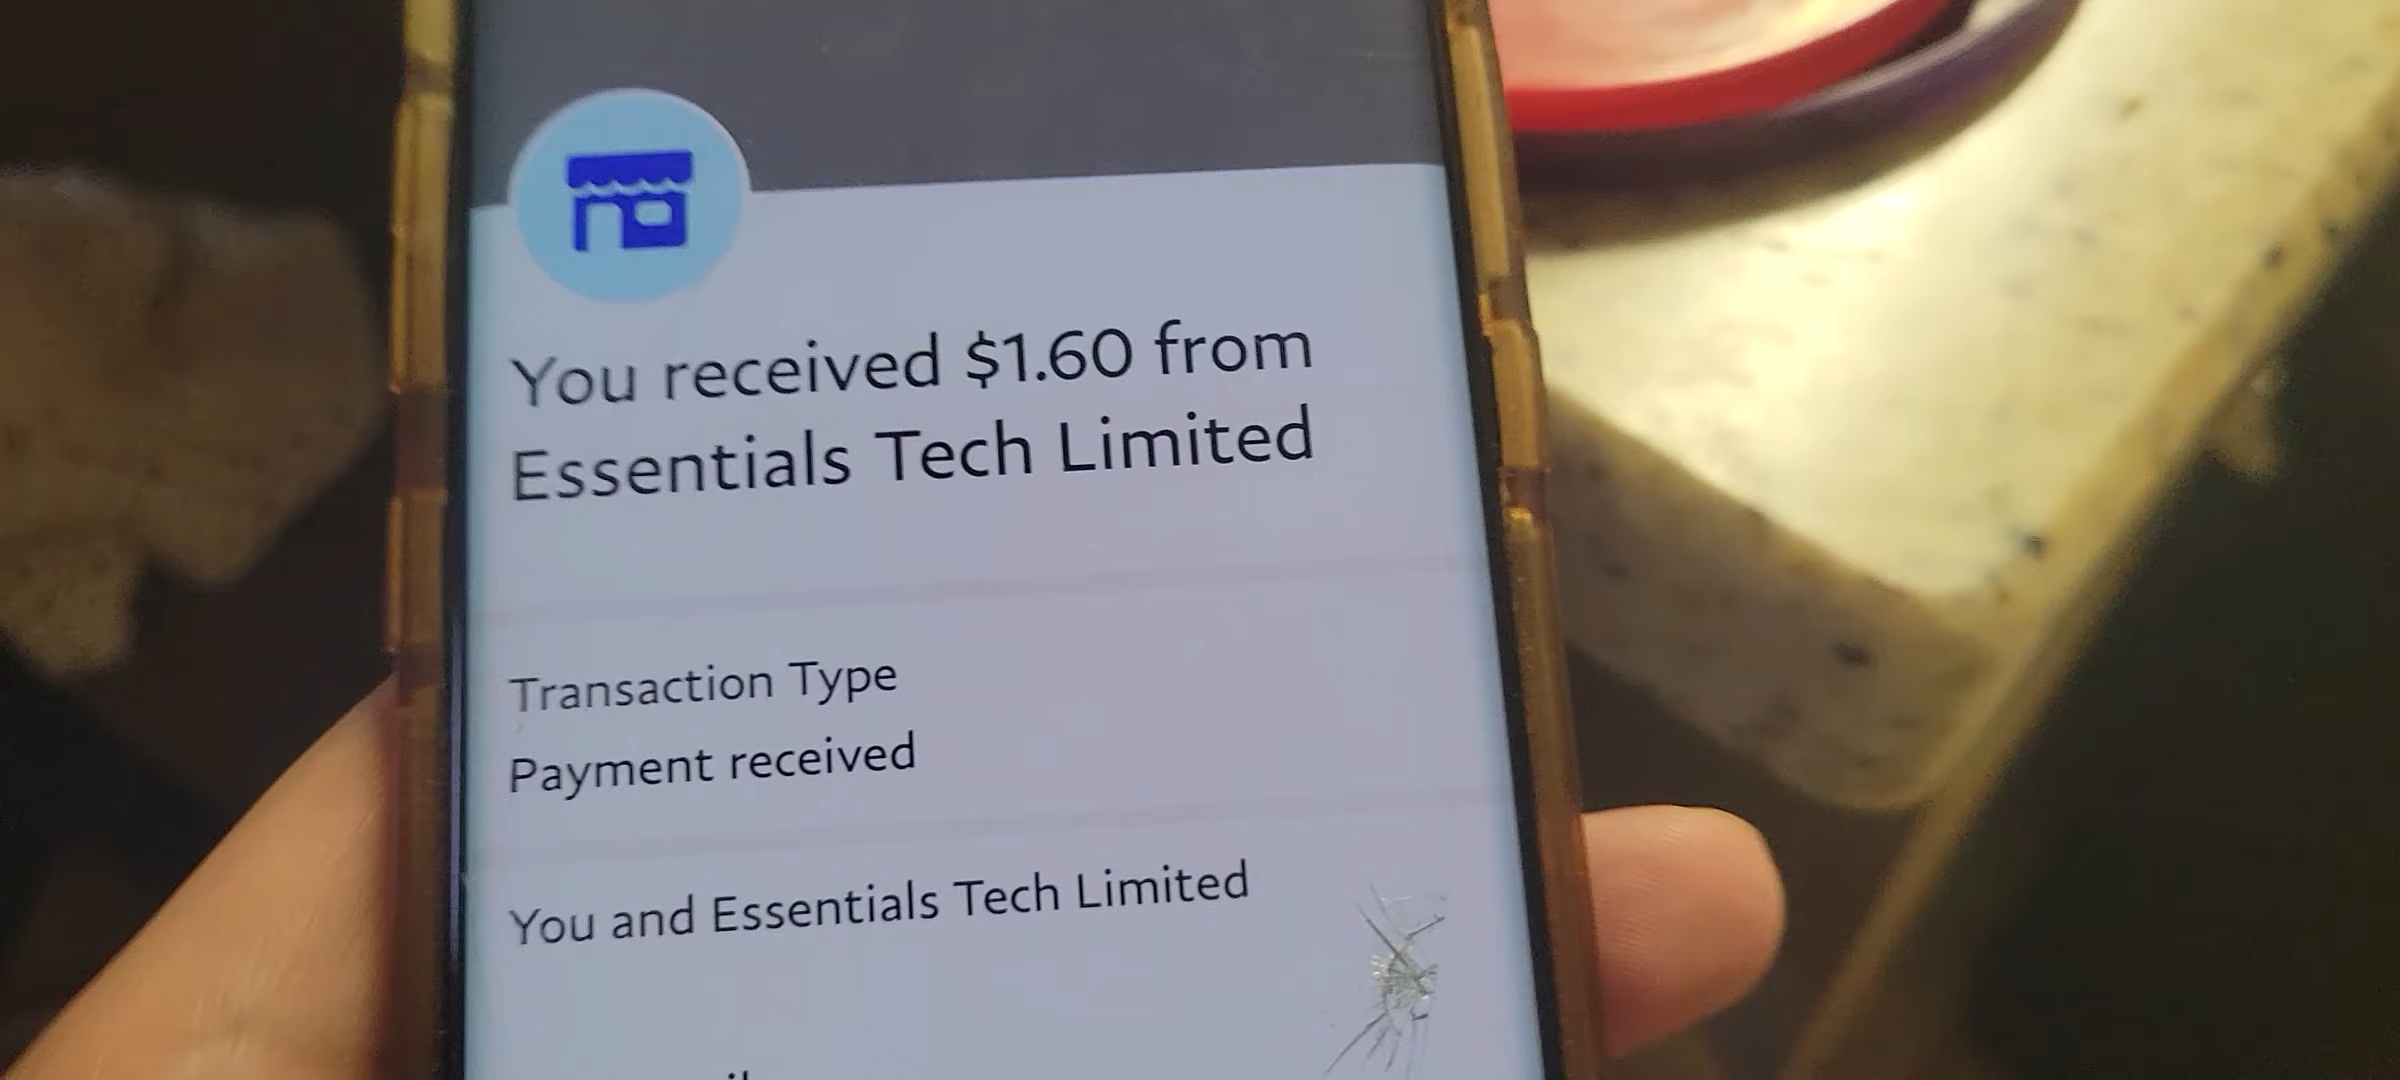 You received $1.60 from
Essentials Tech Limited
Transaction Type
Payment received
You and Essentials Tech Limited